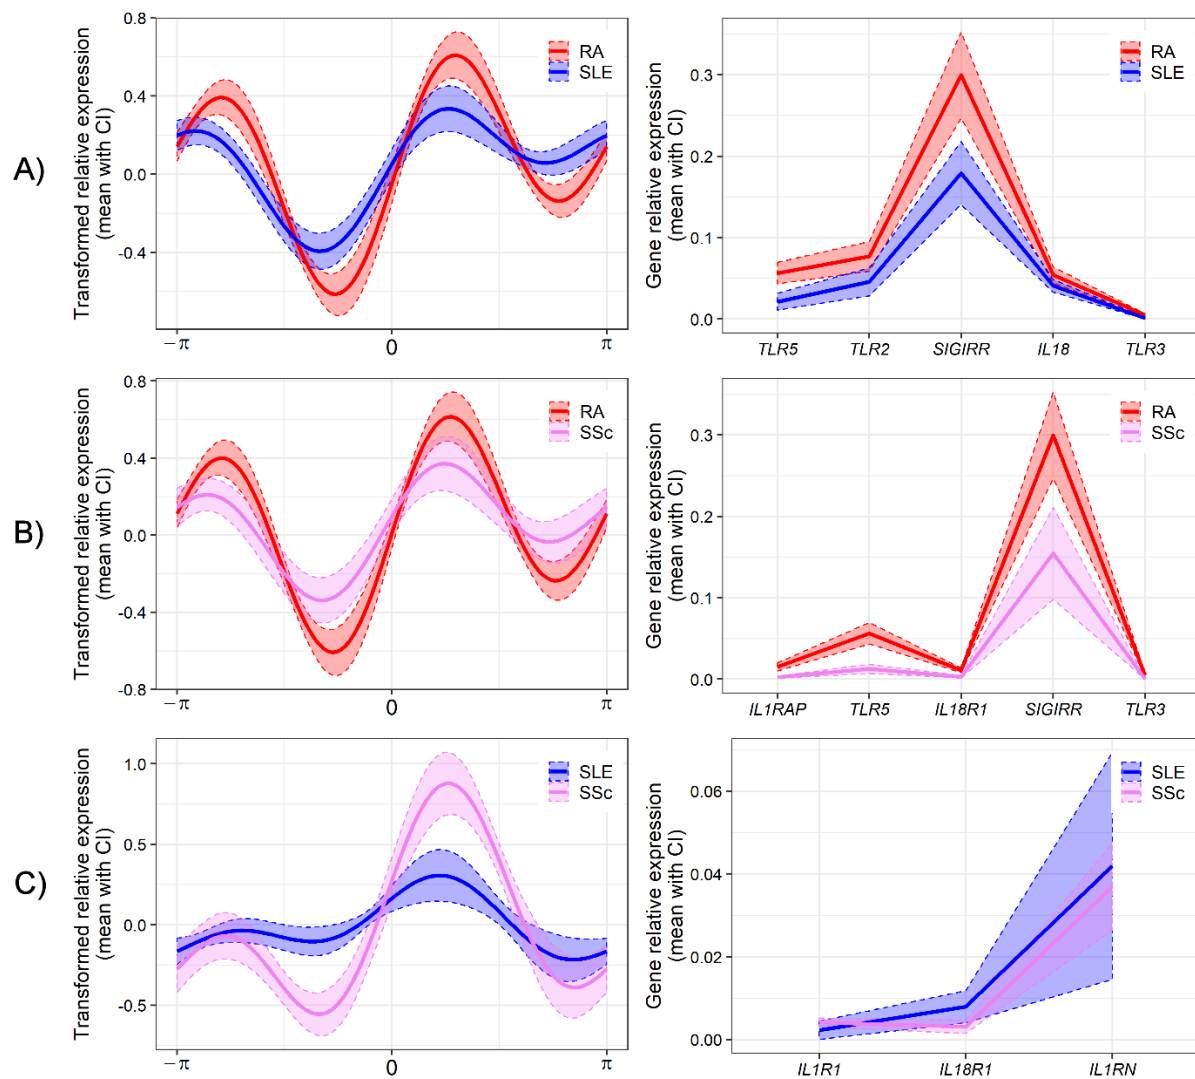 A)
Transformed relative expression
(mean with CI)
0.8
0.4
0.0
-0.4
−π
0
π
RA
SLE
Gene relative expression
(mean with CI)
0.3
0.2
0.1
0.0
TLR5 TLR2 SIGIRR IL18 TLR3
RA
SLE
B)
Transformed relative expression
(mean with CI)
0.8
0.4
0.0
-0.4
-0.8
−π
0
π
RA
SSc
Gene relative expression
(mean with CI)
0.3
0.2
0.1
0.0
IL1RAP TLR5 IL18R1 SIGIRR TLR3
RA
SSc
C)
Transformed relative expression
(mean with CI)
1.0
0.5
0.0
-0.5
−π
0
π
SLE
SSc
Gene relative expression
(mean with CI)
0.06
0.04
0.02
0.00
IL1R1 IL18R1 IL1RN
SLE
SSc